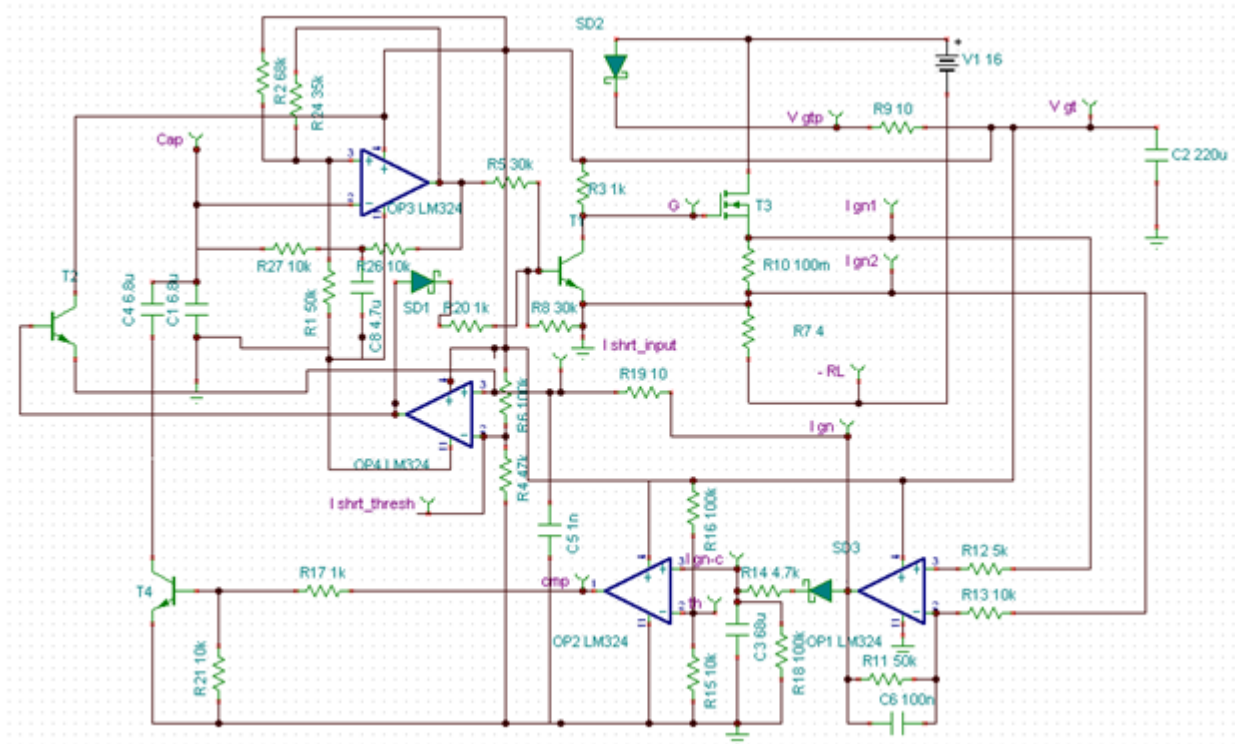 SD2
V1 16
R2 68k
R24 35k
Cap
V gtp
R9 10
V gt
C2 220u
R5 30k
R3 1k
OP3 LM324
T1
G
T3
I gn1
R27 10k
R26 10k
R10 100m
I gn2
T2
C4 6.8u
C1 6.8u
R1 50k
C8 4.7u
SD1
R20 1k
R8 30k
R7 4
I shrt_input
R19 10
- RL
R6 100k
I gn
OP4 LM324
R4 47k
I shrt_thresh
C5 1n
R16 100k
SD3
R12 5k
I gn-c
R14 4.7k
R17 1k
cmp
T4
th
R13 10k
OP2 LM324
C3 68u
R18 100k
OP1 LM324
R21 10k
R15 10k
R11 50k
C6 100n